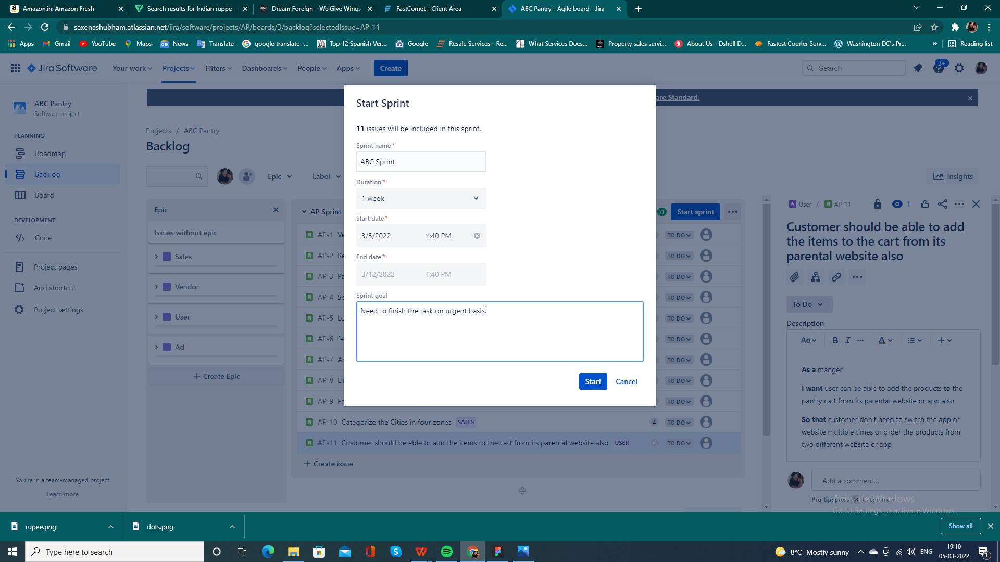 Amazon.in: Amazon Fresh
Search results for Indian ruppe -
Dream Foreign – We Give Wings
FastComet - Client Area
ABC Pantry - Agile board - Jira
saxenashubham.atlassian.net/jira/software/projects/AP/boards/3/backlog?selectedIssue=AP-11
Apps
Gmail
YouTube
Maps
News
Translate
google translate -...
Top 12 Spanish Ver...
Google
Resale Services - Re...
What Services Does...
Property sales servi...
About Us - Dshell D...
Fastest Courier Serv...
Washington DC's Pr...
»
Reading list
Jira Software
Your work
Projects
Filters
Dashboards
People
Apps
Create
Search
3+
ABC Pantry
Software project
PLANNING
Roadmap
Backlog
Board
DEVELOPMENT
Code
Project pages
Add shortcut
Project settings
You're in a team-managed project
Learn more
are Standard.
Projects / ABC Pantry
Backlog
Epic
Label
Insights
Epic
Issues without epic
Sales
Vendor
User
Ad
+ Create Epic
AP Sprint
0
Start sprint
AP-1 Ve
TO DO
AP-2 Re
TO DO
AP-3 Pa
TO DO
AP-4 Se
TO DO
AP-5 Lo
TO DO
AP-6 fe
TO DO
AP-7 Ac
TO DO
AP-8 Li
TO DO
AP-9 Fr
TO DO
AP-10 Categorize the Cities in four zones SALES 4 TO DO
AP-11 Customer should be able to add the items to the cart from its parental website also USER 3 TO DO
+ Create issue
Start Sprint
11 issues will be included in this sprint.
Sprint name*
ABC Sprint
Duration*
1 week
Start date*
3/5/2022 1:40 PM
End date*
3/12/2022 1:40 PM
Sprint goal
Need to finish the task on urgent basis.
Start
Cancel
User / AP-11
1
Customer should be able to add
the items to the cart from its
parental website also
To Do
Description
Aa B I ... A
As a manger
I want user can be able to add the products to the
pantry cart from its parental website or app also
So that customer don't need to switch the app or
website multiple times or order the products from
two different website or app
Add a comment...
Pro tip: press M to comment
Activate Windows
Go to Settings to activate Windows.
rupee.png
dots.png
Show all
Type here to search
8°C Mostly sunny
ENG
19:10
05-03-2022
1